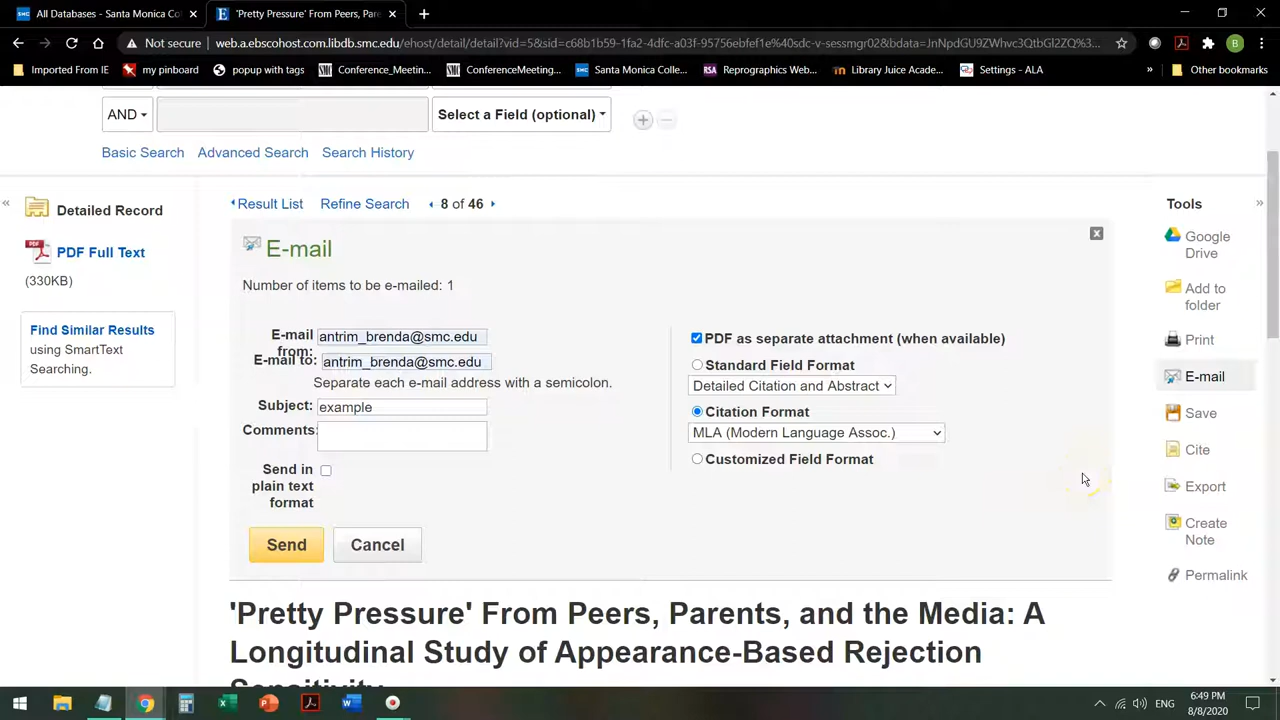 All Databases - Santa Monica Co
'Pretty Pressure' From Peers, Pare
Not secure
web.a.ebscohost.com.libdb.smc.edu/ehost/detail/detail?vid=5&sid=c68b1b59-1fa2-4dfc-a03f-95756ebfef1e%40sdc-v-sessmgr02&bdata=JnNpdGU9ZWhvc3QtbGl2ZQ%3...
B
Imported From IE
my pinboard
popup with tags
Conference_Meetin...
ConferenceMeeting...
Santa Monica Colle...
Reprographics Web...
Library Juice Acade...
Settings - ALA
»
Other bookmarks
AND
Select a Field (optional)
Basic Search
Advanced Search
Search History
«
Detailed Record
PDF Full Text
(330KB)
Find Similar Results
using SmartText
Searching.
Result List
Refine Search
8 of 46
E-mail
Number of items to be e-mailed: 1
E-mail from:
antrim_brenda@smc.edu
E-mail to:
antrim_brenda@smc.edu
Separate each e-mail address with a semicolon.
Subject:
example
Comments:
Send in
plain text
format
Send
Cancel
PDF as separate attachment (when available)
Standard Field Format
Detailed Citation and Abstract
Citation Format
MLA (Modern Language Assoc.)
Customized Field Format
'Pretty Pressure' From Peers, Parents, and the Media: A
Longitudinal Study of Appearance-Based Rejection
Sensitivity
Tools
»
Google
Drive
Add to
folder
Print
E-mail
Save
Cite
Export
Create
Note
Permalink
ENG
6:49 PM
8/8/2020